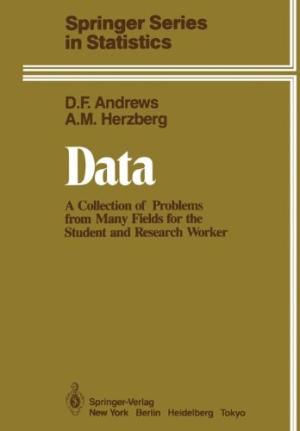 Springer Series
in Statistics
D.F. Andrews
A.M. Herzberg
Data
A Collection of Problems
from Many Fields for the
Student and Research Worker
Springer-Verlag
New York Berlin Heidelberg Tokyo